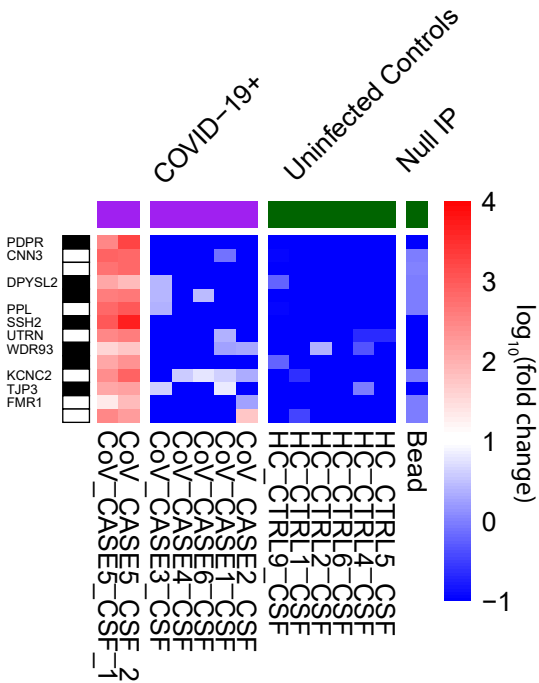 COVID−19+
Uninfected Controls
Null IP
PDPR
CNN3
DPYSL2
PPL
SSH2
UTRN
WDR93
KCNC2
TJP3
FMR1
CoV_CASE5_CSF_1
CoV_CASE5_CSF_2
CoV_CASE3_CSF
CoV_CASE4_CSF
CoV_CASE6_CSF
CoV_CASE1_CSF
CoV_CASE2_CSF
HC_CTRL9_CSF
HC_CTRL1_CSF
HC_CTRL2_CSF
HC_CTRL6_CSF
HC_CTRL4_CSF
HC_CTRL5_CSF
Bead
4
3
2
1
0
−1
log10(fold change)